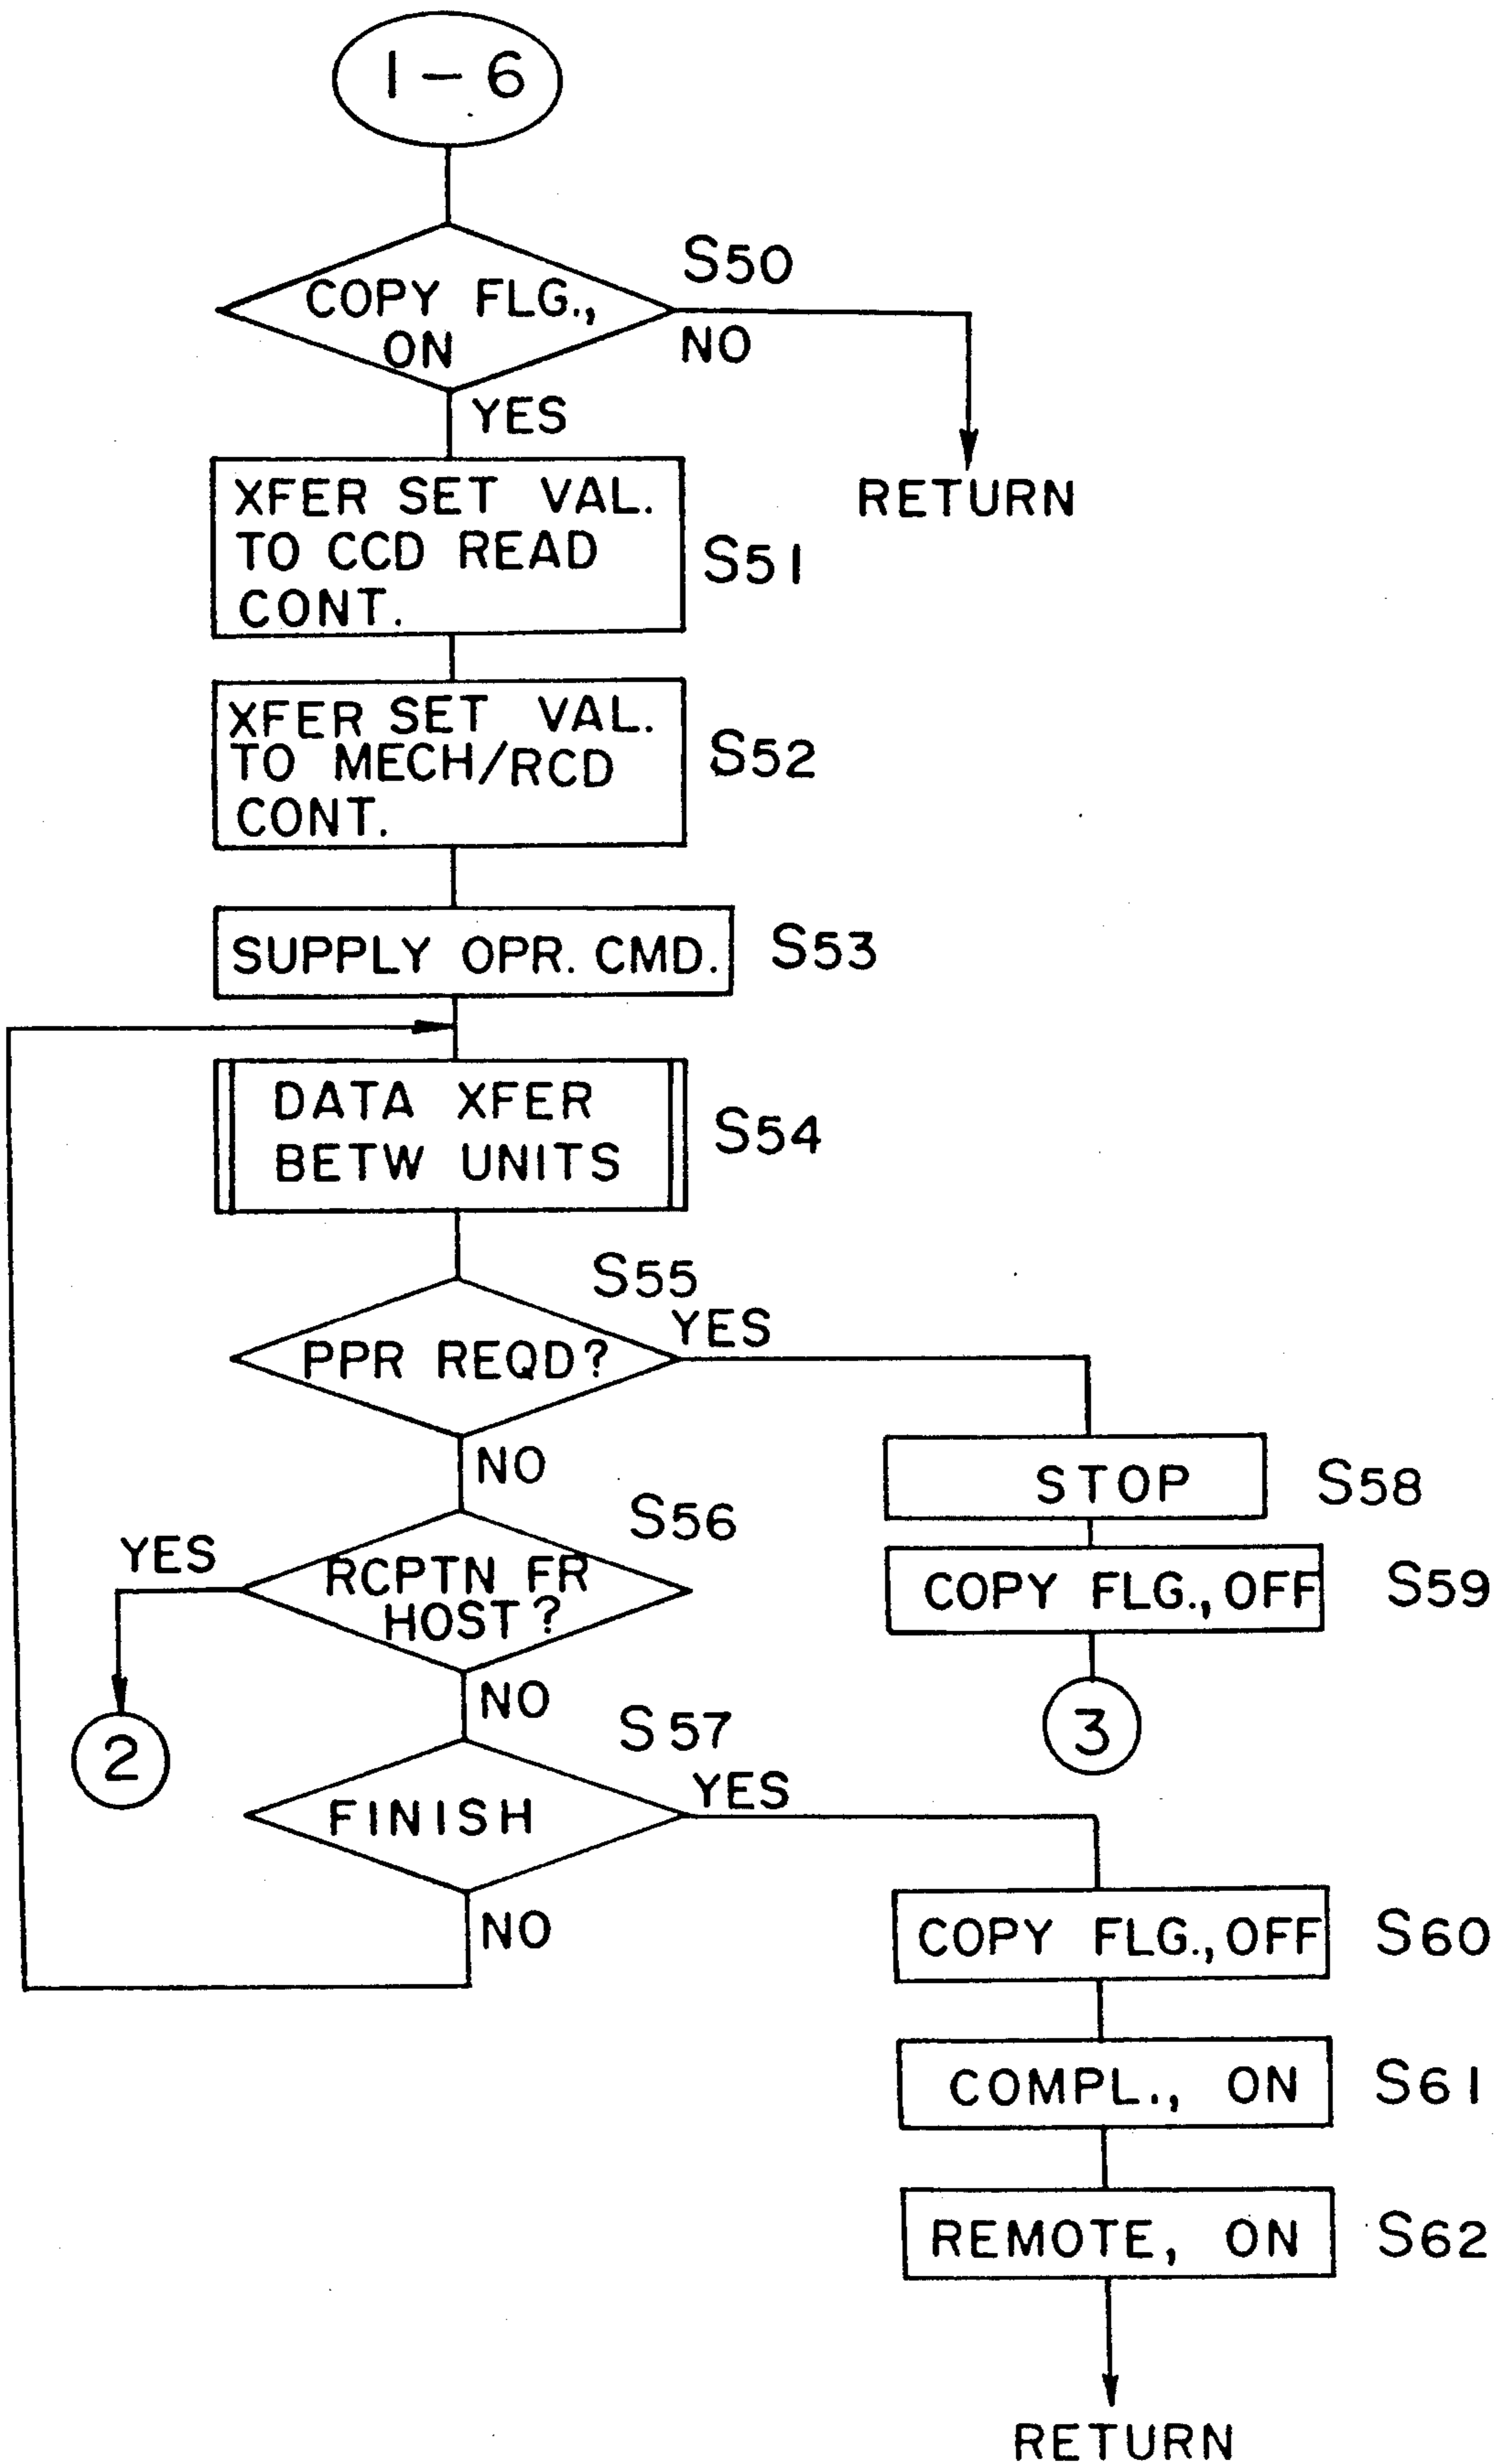 1-6
COPY FLG.,
ON
S50
NO
YES
RETURN
XFER SET VAL.
TO CCD READ
CONT.
S51
XFER SET VAL.
TO MECH/RCD
CONT.
S52
SUPPLY OPR. CMD.
S53
DATA XFER
BETW UNITS
S54
S55
PPR REQD?
YES
NO
STOP
S58
S56
YES
RCPTN FR
HOST?
COPY FLG., OFF
S59
NO
2
3
S57
FINISH
YES
NO
COPY FLG., OFF
S60
COMPL., ON
S61
REMOTE, ON
S62
RETURN